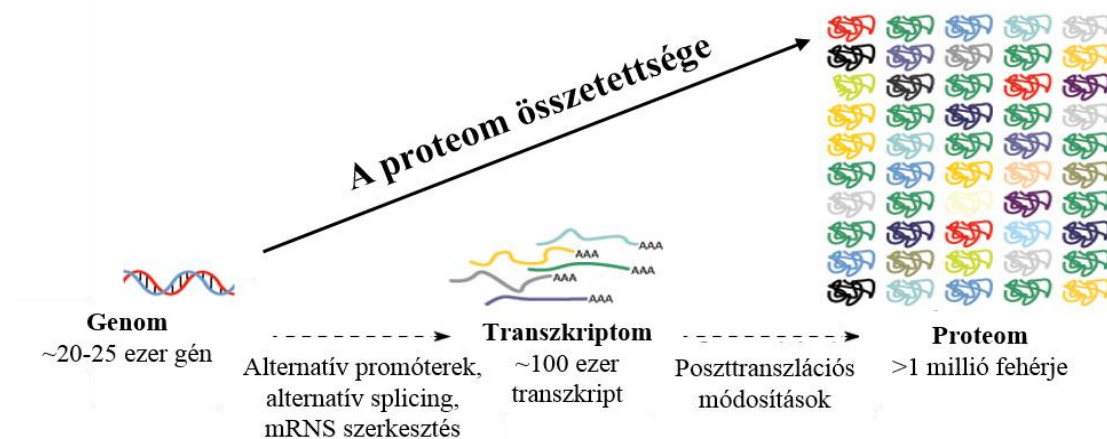 A proteom összetettsége
AAA
AAA
AAA
AAA
AAA
Genom
~20-25 ezer gén
Alternatív promóterek,
alternatív splicing,
mRNS szerkesztés
Transzkriptom
~100 ezer
transzkript
Poszttranszlációs
módosítások
Proteom
>1 millió fehérje